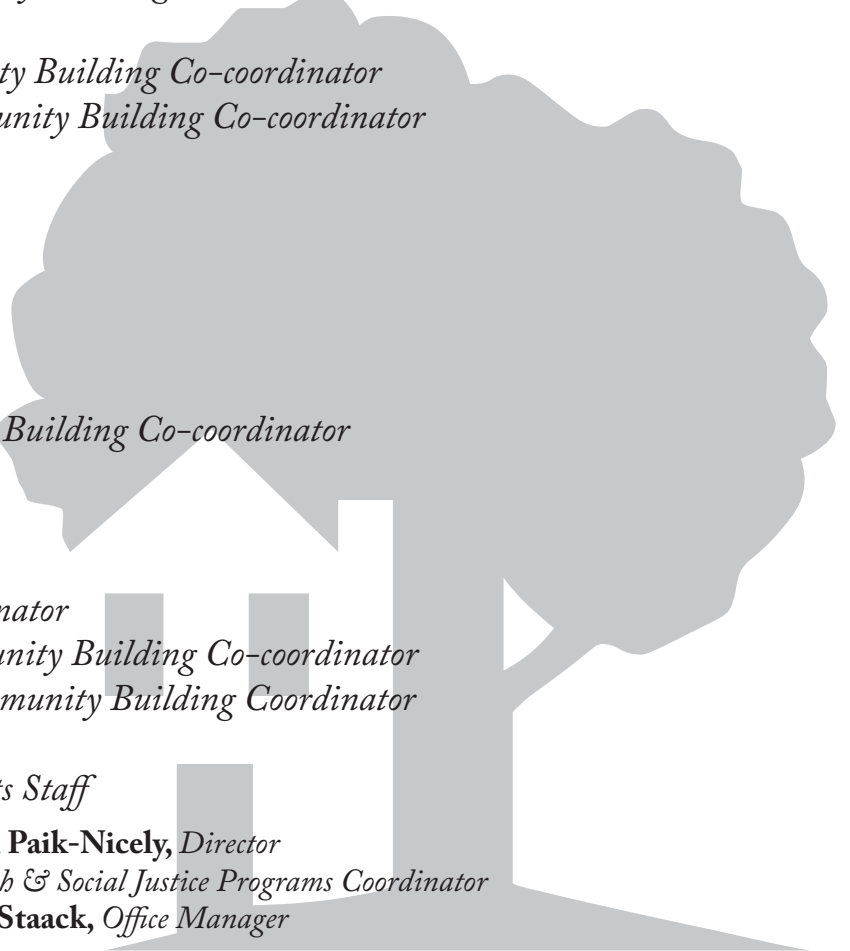 ty Building Co-coordinator
unity Building Co-coordinator
Building Co-coordinator
nator
unity Building Co-coordinator
munity Building Coordinator
ts Staff
Paik-Nicely, Director
h & Social Justice Programs Coordinator
Staack, Office Manager